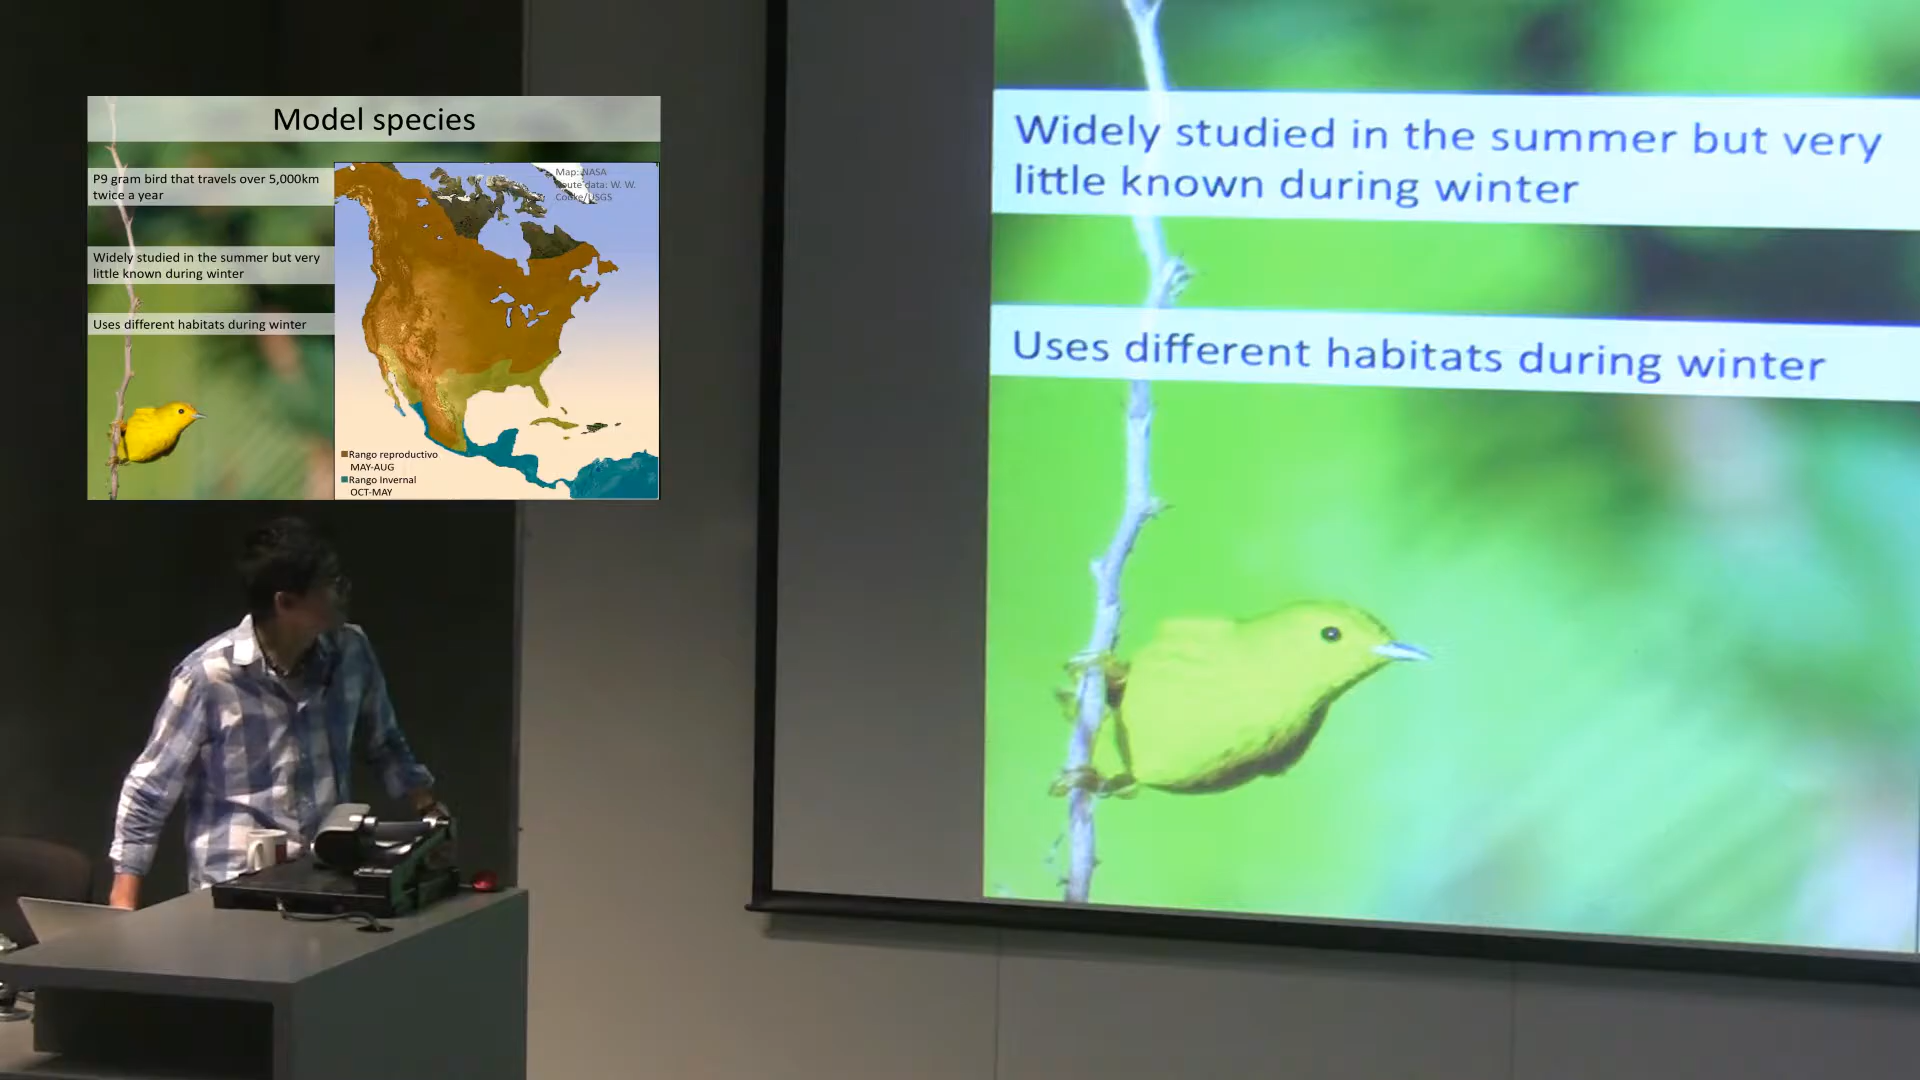 Model species
P9 gram bird that travels over 5,000km
twice a year
Widely studied in the summer but very
little known during winter
Uses different habitats during winter
Map: NASA
Route data: W. W.
Cooke/USGS
Rango reproductivo
MAY-AUG
Rango Invernal
OCT-MAY
Widely studied in the summer but very
little known during winter
Uses different habitats during winter